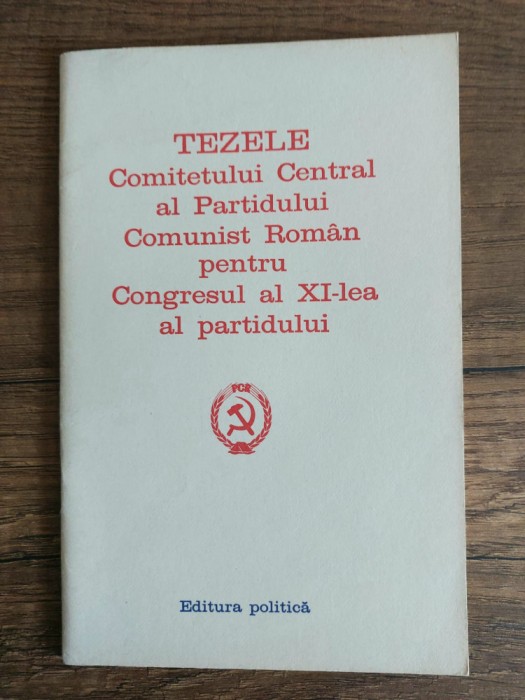 TEZELE
Comitetului Central
al Partidului
Comunist Român
pentru
Congresul al XI-lea
al partidului
PCR
Editura politică